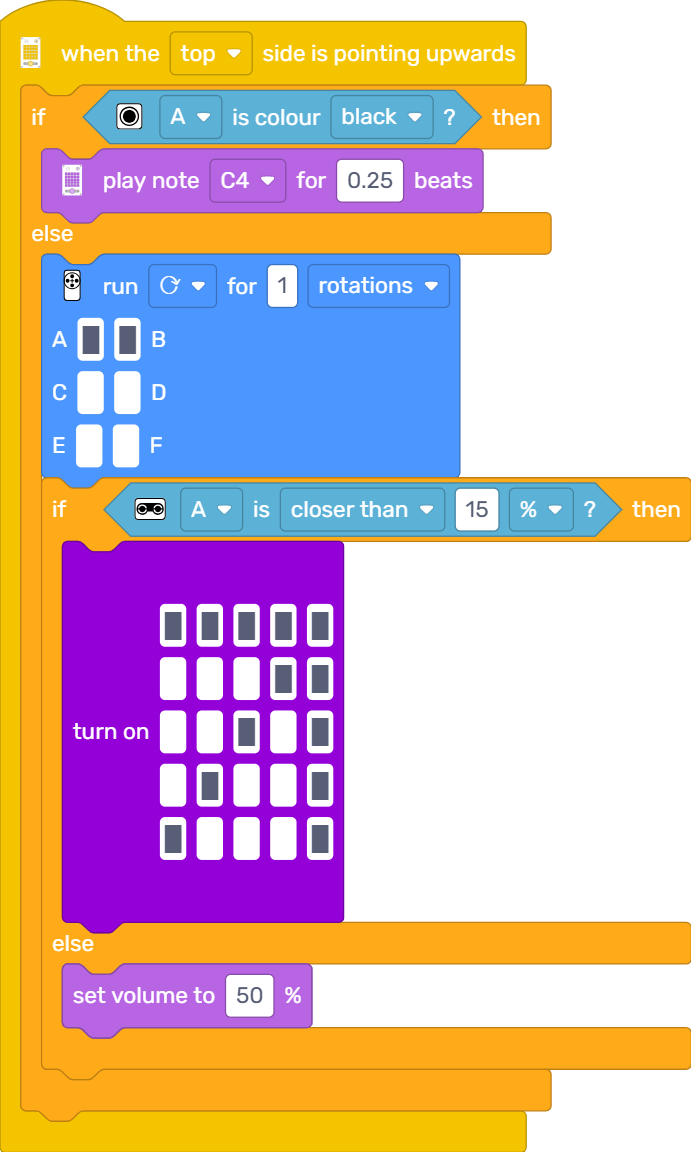 when the top side is pointing upwards
if A is colour black ? then
play note C4 for 0.25 beats
else
run for 1 rotations
A B
C D
E F
if A is closer than 15 % ? then
turn on
else
set volume to 50 %